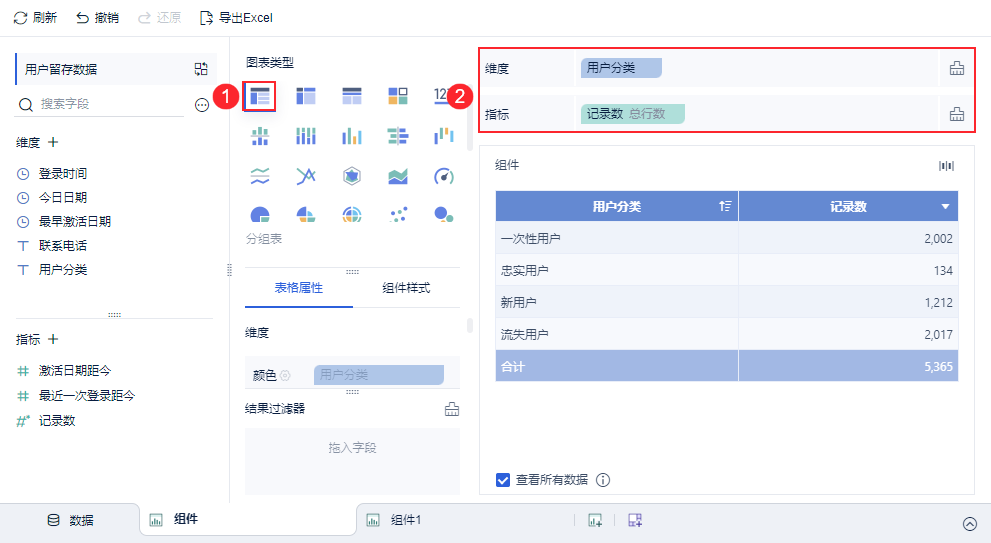 刷新 撤销 还原 导出Excel
用户留存数据
搜索字段
维度
登录时间
今日日期
最早激活日期
联系电话
用户分类
指标
激活日期距今
最近一次登录距今
记录数
图表类型
1
分组表
表格属性 组件样式
维度
颜色 用户分类
结果过滤器
拖入字段
2
维度 用户分类
指标 记录数 总行数
组件
用户分类 记录数
一次性用户 2,002
忠实用户 134
新用户 1,212
流失用户 2,017
合计 5,365
查看所有数据
数据 组件 组件1